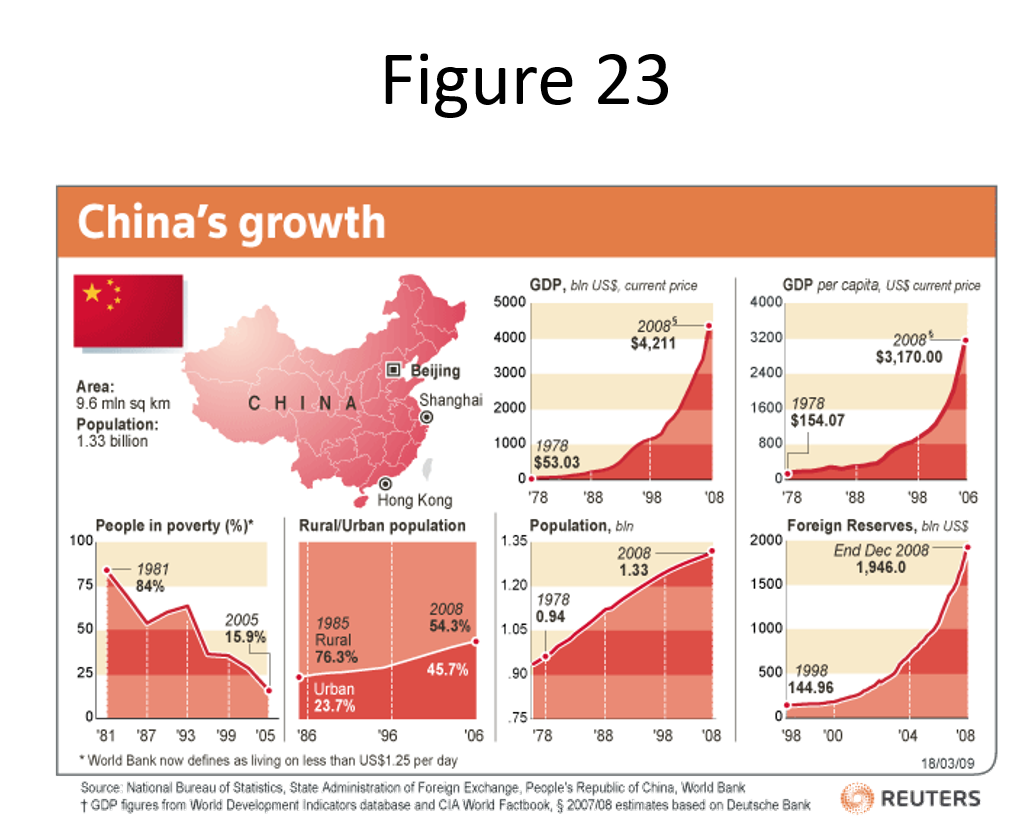 Figure 23
China's growth
Area:
9.6 mln sq km
Population:
1.33 billion
CHINA
Beijing
Shanghai
Hong Kong
GDP, bln US$, current price
5000
4000
3000
2000
1000
0
2008§
$4,211
1978
$53.03
'78 '88 '98 '08
GDP per capita, US$ current price
4000
3200
2400
1600
800
0
2008§
$3,170.00
1978
$154.07
'78 '88 '98 '06
People in poverty (%)*
100
75
50
25
0
1981
84%
2005
15.9%
'81 '87 '93 '99 '05
Rural/Urban population
1985
Rural
76.3%
Urban
23.7%
2008
54.3%
45.7%
'86 '96 '06
Population, bln
1.35
1.20
1.05
.90
.75
2008
1.33
1978
0.94
'78 '88 '98 '08
Foreign Reserves, bln US$
2000
1500
1000
500
0
End Dec 2008
1,946.0
1998
144.96
'98 '00 '04 '08
* World Bank now defines as living on less than US$1.25 per day
18/03/09
Source: National Bureau of Statistics, State Administration of Foreign Exchange, People's Republic of China, World Bank
† GDP figures from World Development Indicators database and CIA World Factbook, § 2007/08 estimates based on Deutsche Bank
REUTERS